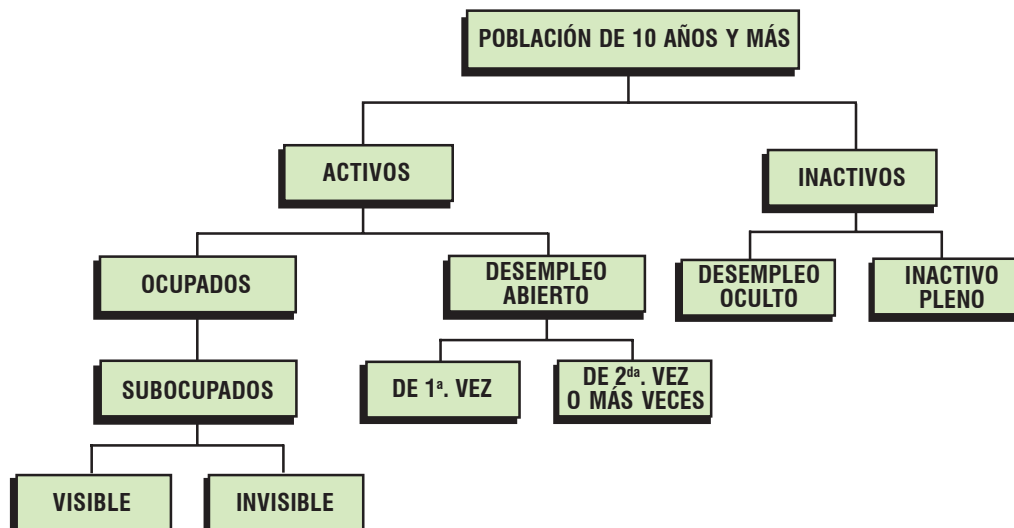 POBLACIÓN DE 10 AÑOS Y MÁS
ACTIVOS
INACTIVOS
OCUPADOS
DESEMPLEO
ABIERTO
DESEMPLEO
OCULTO
INACTIVO
PLENO
SUBOCUPADOS
DE 1ª. VEZ
DE 2ᵈᵃ. VEZ
O MÁS VECES
VISIBLE
INVISIBLE